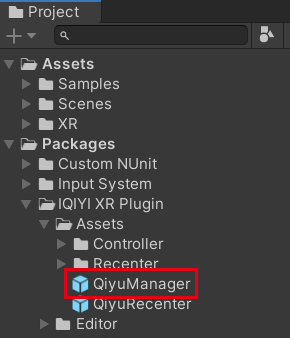 Project
Assets
Samples
Scenes
XR
Packages
Custom NUnit
Input System
IQIYI XR Plugin
Assets
Controller
Recenter
QiyuManager
QiyuRecenter
Editor